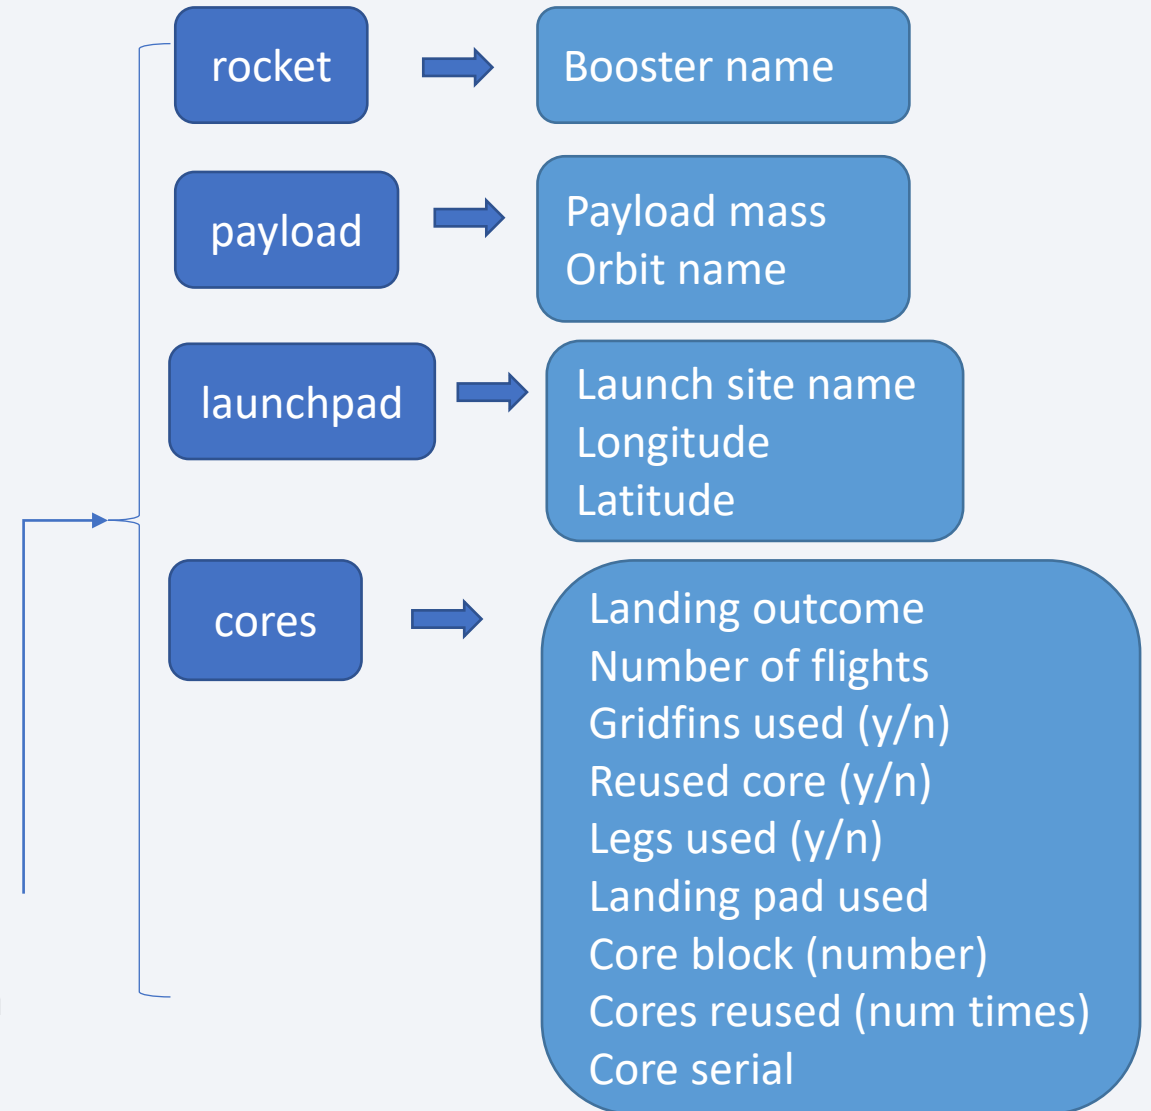 rocket
Booster name
payload
Payload mass
Orbit name
launchpad
Launch site name
Longitude
Latitude
cores
Landing outcome
Number of flights
Gridfins used (y/n)
Reused core (y/n)
Legs used (y/n)
Landing pad used
Core block (number)
Cores reused (num times)
Core serial